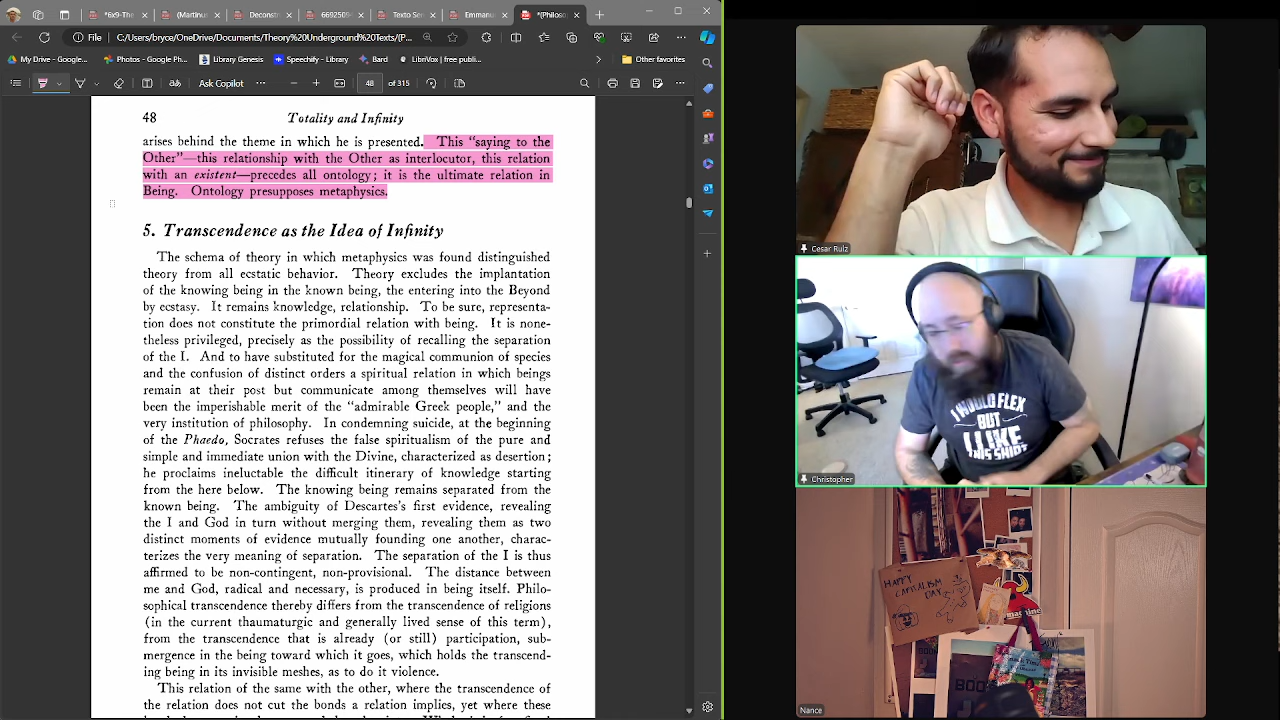 *6x9-The
(Martinus
Deconstr
6692509
Texto Se
Emmanu
*(Philoso
File
C:/Users/bryce/OneDrive/Documents/Theory%20Underground%20Texts/(P...
My Drive - Google...
Photos - Google Ph...
Library Genesis
Speechify - Library
Bard
LibriVox | free publi...
Other favorites
Ask Copilot
48
of 315
48
Totality and Infinity
arises behind the theme in which he is presented. This "saying to the
Other"—this relationship with the Other as interlocutor, this relation
with an existent—precedes all ontology; it is the ultimate relation in
Being. Ontology presupposes metaphysics.
5. Transcendence as the Idea of Infinity
The schema of theory in which metaphysics was found distinguished
theory from all ecstatic behavior. Theory excludes the implantation
of the knowing being in the known being, the entering into the Beyond
by ecstasy. It remains knowledge, relationship. To be sure, representa-
tion does not constitute the primordial relation with being. It is none-
theless privileged, precisely as the possibility of recalling the separation
of the I. And to have substituted for the magical communion of species
and the confusion of distinct orders a spiritual relation in which beings
remain at their post but communicate among themselves will have
been the imperishable merit of the "admirable Greek people," and the
very institution of philosophy. In condemning suicide, at the beginning
of the Phaedo, Socrates refuses the false spiritualism of the pure and
simple and immediate union with the Divine, characterized as desertion;
he proclaims ineluctable the difficult itinerary of knowledge starting
from the here below. The knowing being remains separated from the
known being. The ambiguity of Descartes's first evidence, revealing
the I and God in turn without merging them, revealing them as two
distinct moments of evidence mutually founding one another, charac-
terizes the very meaning of separation. The separation of the I is thus
affirmed to be non-contingent, non-provisional. The distance between
me and God, radical and necessary, is produced in being itself. Philo-
sophical transcendence thereby differs from the transcendence of religions
(in the current thaumaturgic and generally lived sense of this term),
from the transcendence that is already (or still) participation, sub-
mergence in the being toward which it goes, which holds the transcend-
ing being in its invisible meshes, as to do it violence.
This relation of the same with the other, where the transcendence of
the relation does not cut the bonds a relation implies, yet where these
Cesar Ruiz
I WOULD FLEX
BUT
I LIKE
THIS SHIRT
Christopher
HAPPY
CAPITALISM
DAY
machine
BOO
Nance